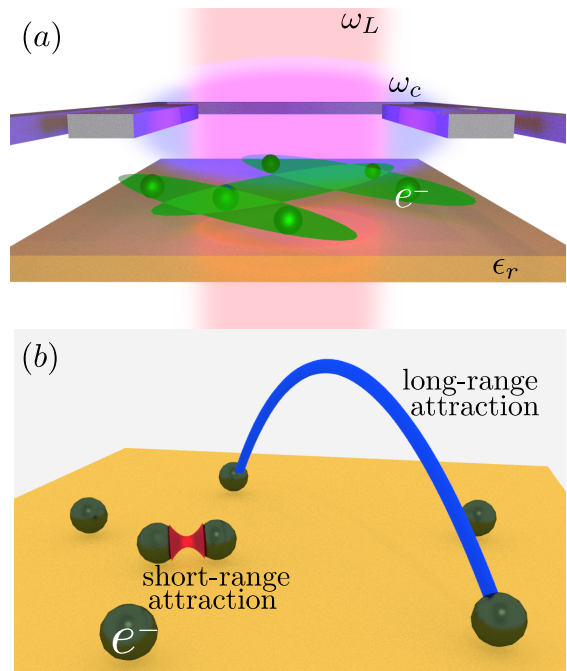 (a)
ω_L
ω_c
e⁻
ϵ_r
(b)
long-range
attraction
short-range
attraction
e⁻